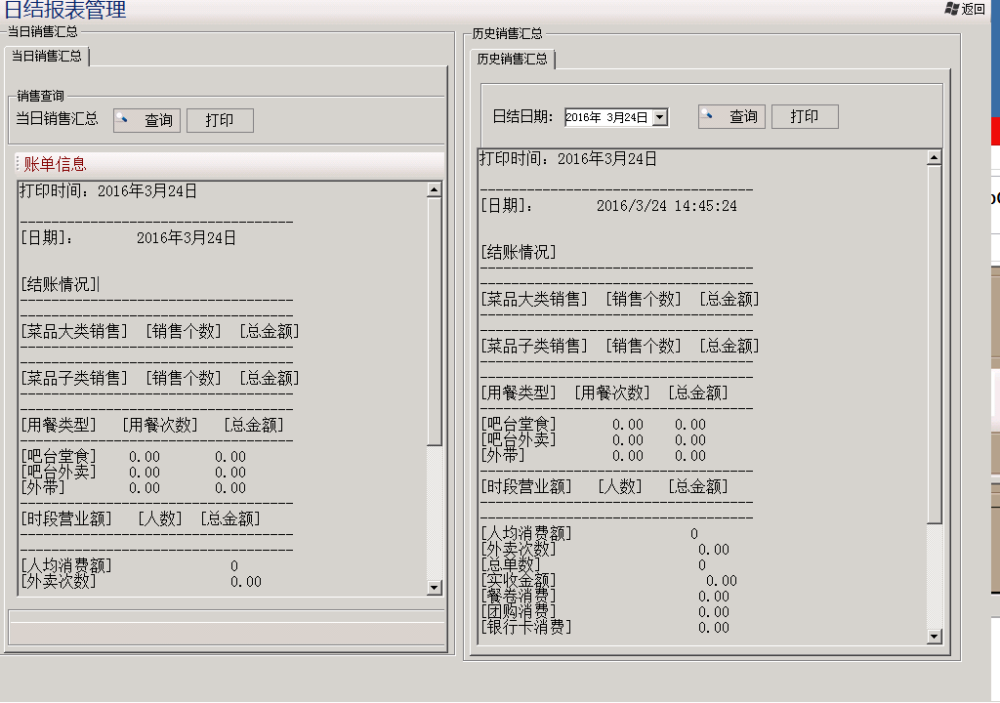 日结报表管理
返回
当日销售汇总
当日销售汇总
销售查询
当日销售汇总 查询 打印
账单信息
打印时间: 2016年3月24日
-----------------------------------
[日期]: 2016年3月24日
[结账情况]
-----------------------------------
-----------------------------------
[菜品大类销售] [销售个数] [总金额]
-----------------------------------
-----------------------------------
[菜品子类销售] [销售个数] [总金额]
-----------------------------------
-----------------------------------
[用餐类型] [用餐次数] [总金额]
-----------------------------------
[吧台堂食] 0.00 0.00
[吧台外卖] 0.00 0.00
[外带] 0.00 0.00
-----------------------------------
[时段营业额] [人数] [总金额]
-----------------------------------
-----------------------------------
[人均消费额] 0
[外卖次数] 0.00
历史销售汇总
历史销售汇总
日结日期: 2016年 3月24日 查询 打印
打印时间: 2016年3月24日
-----------------------------------
[日期]: 2016/3/24 14:45:24
[结账情况]
-----------------------------------
-----------------------------------
[菜品大类销售] [销售个数] [总金额]
-----------------------------------
-----------------------------------
[菜品子类销售] [销售个数] [总金额]
-----------------------------------
-----------------------------------
[用餐类型] [用餐次数] [总金额]
-----------------------------------
[吧台堂食] 0.00 0.00
[吧台外卖] 0.00 0.00
[外带] 0.00 0.00
-----------------------------------
[时段营业额] [人数] [总金额]
-----------------------------------
-----------------------------------
[人均消费额] 0
[外卖次数] 0.00
[总单数] 0
[实收金额] 0.00
[餐卷消费] 0.00
[团购消费] 0.00
[银行卡消费] 0.00